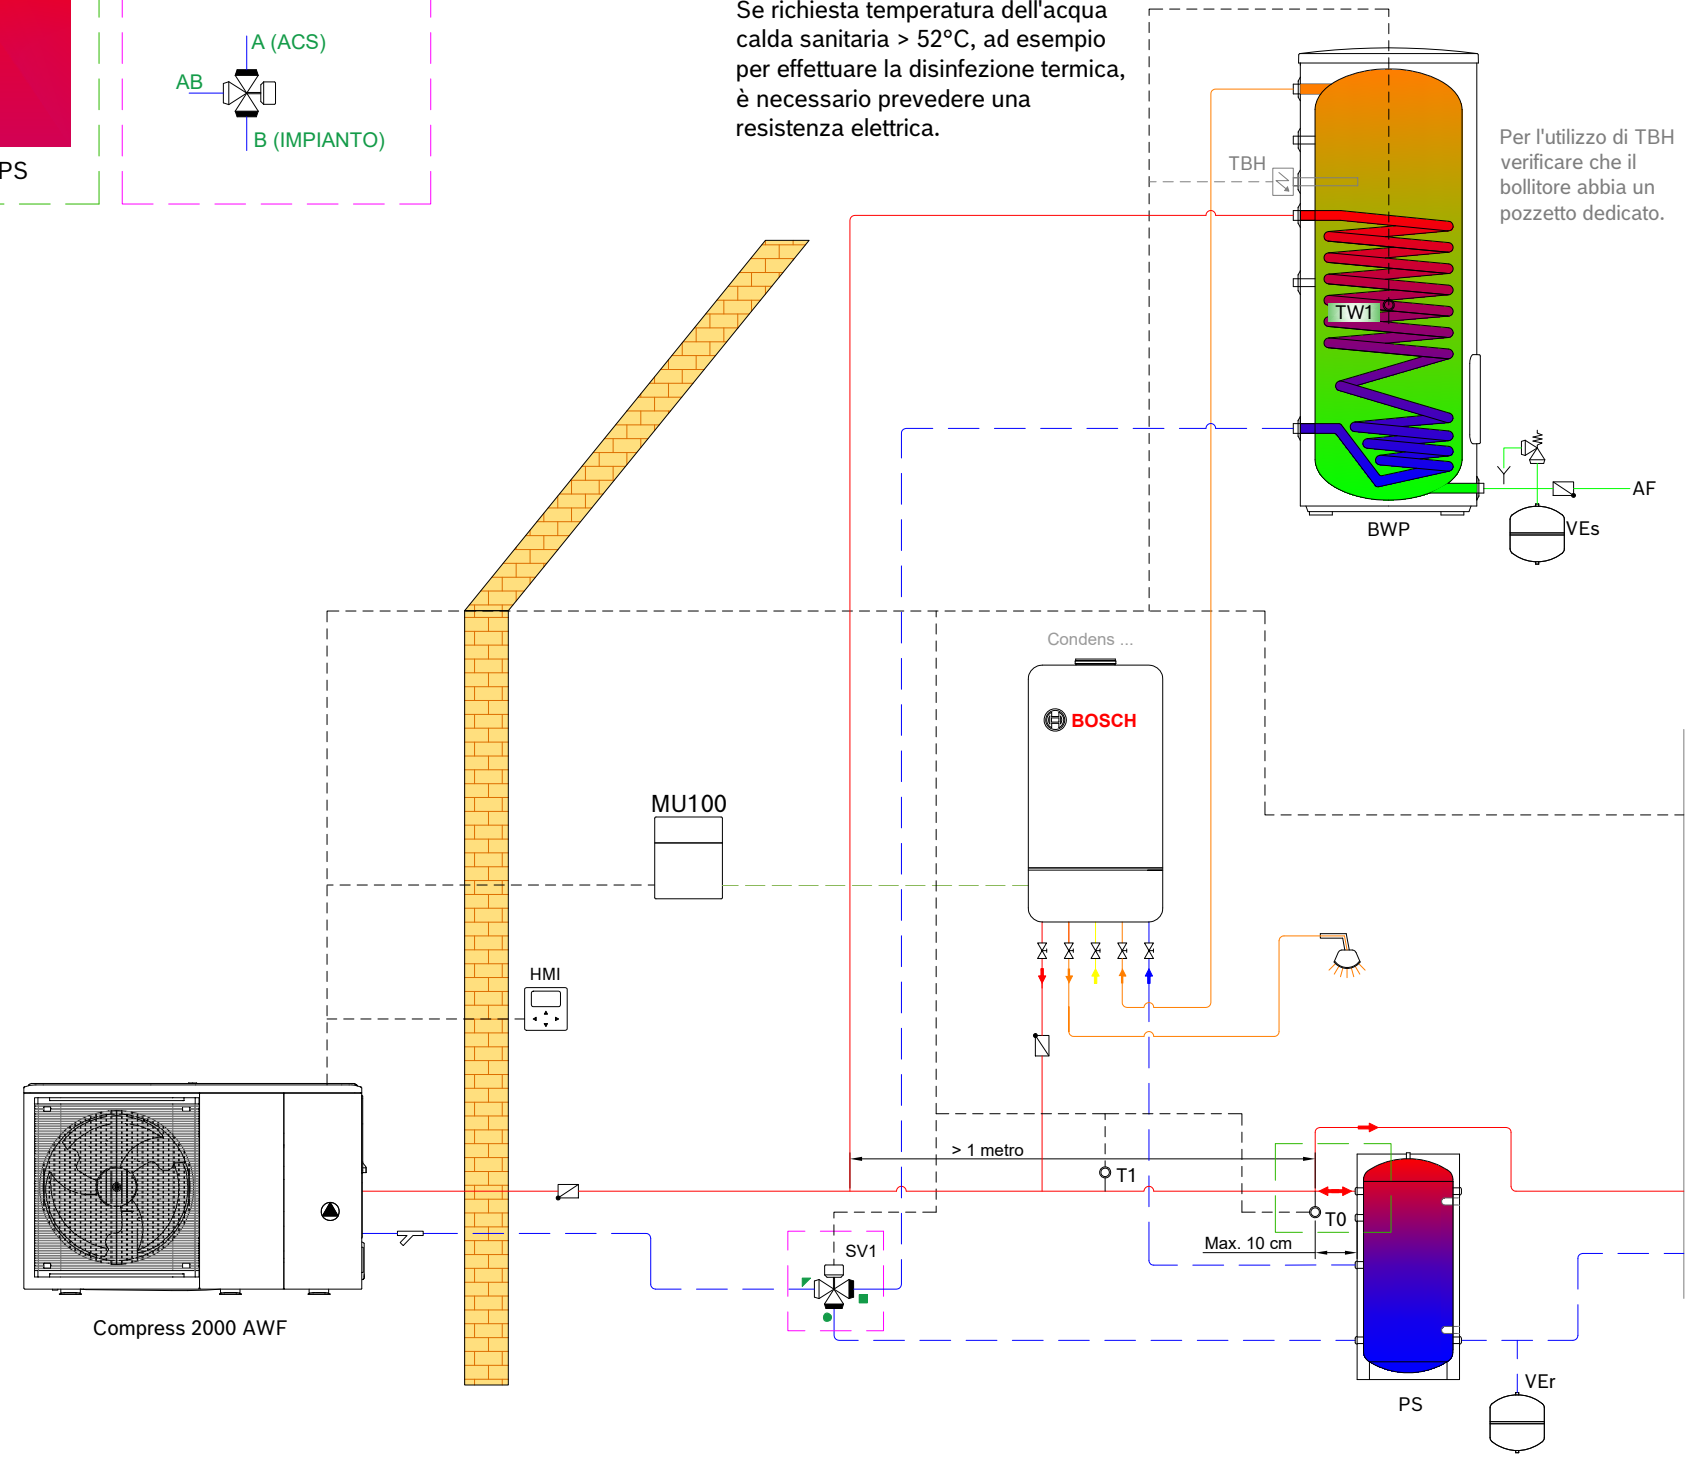 Se richiesta temperatura dell'acqua
calda sanitaria > 52°C, ad esempio
per effettuare la disinfezione termica,
è necessario prevedere una
resistenza elettrica.
A (ACS)
AB
B (IMPIANTO)
PS
TBH
Per l'utilizzo di TBH
verificare che il
bollitore abbia un
pozzetto dedicato.
TW1
AF
BWP
VEs
Condens ...
BOSCH
MU100
HMI
> 1 metro
T1
T0
Max. 10 cm
SV1
Compress 2000 AWF
VEr
PS